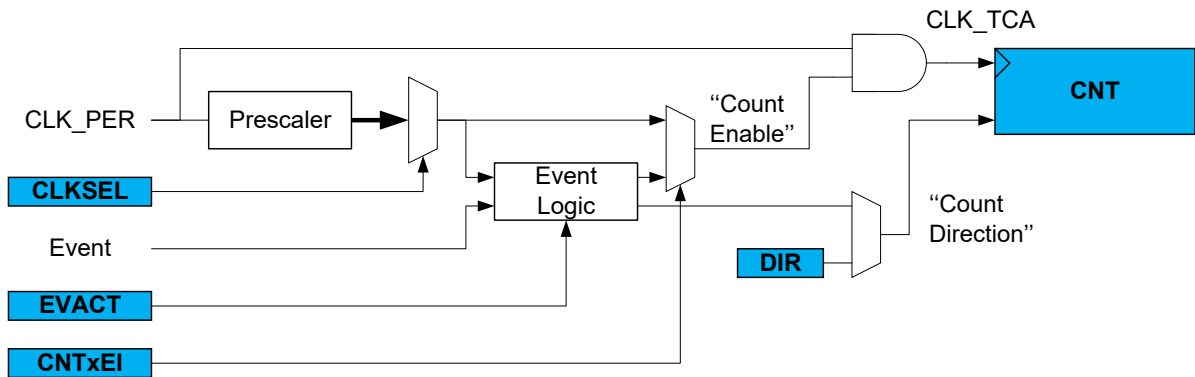 CLK_TCA
CNT
CLK_PER
Prescaler
‘‘Count
Enable’’
CLKSEL
Event
Logic
Event
‘‘Count
Direction’’
DIR
EVACT
CNTxEI